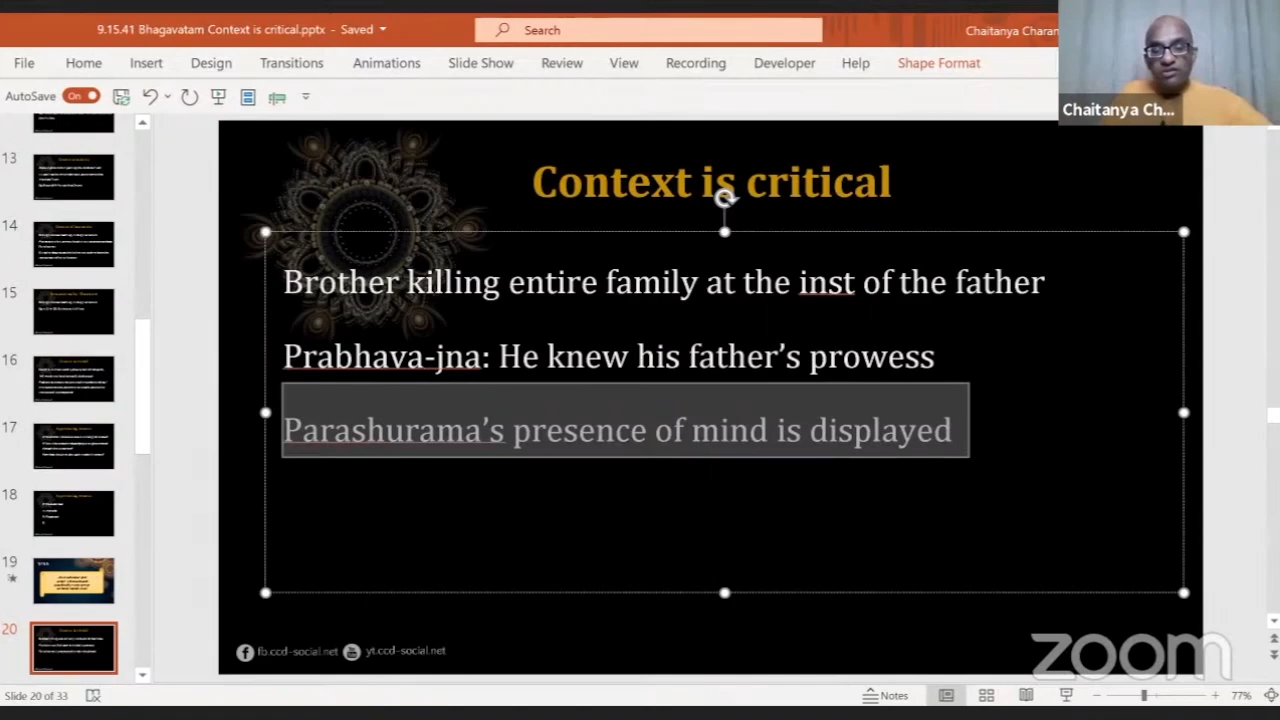 9.15.41 Bhagavatam Context is critical.pptx - Saved
Search
Chaitanya Charan
File Home Insert Design Transitions Animations Slide Show Review View Recording Developer Help Shape Format
AutoSave On
Chaitanya Ch...
13
14
15
16
17
18
19
20
Context is critical
Brother killing entire family at the inst of the father
Prabhava-jna: He knew his father's prowess
Parashurama's presence of mind is displayed
fb.ccd-social.net yt.ccd-social.net
zoom
Slide 20 of 33 Notes 77%